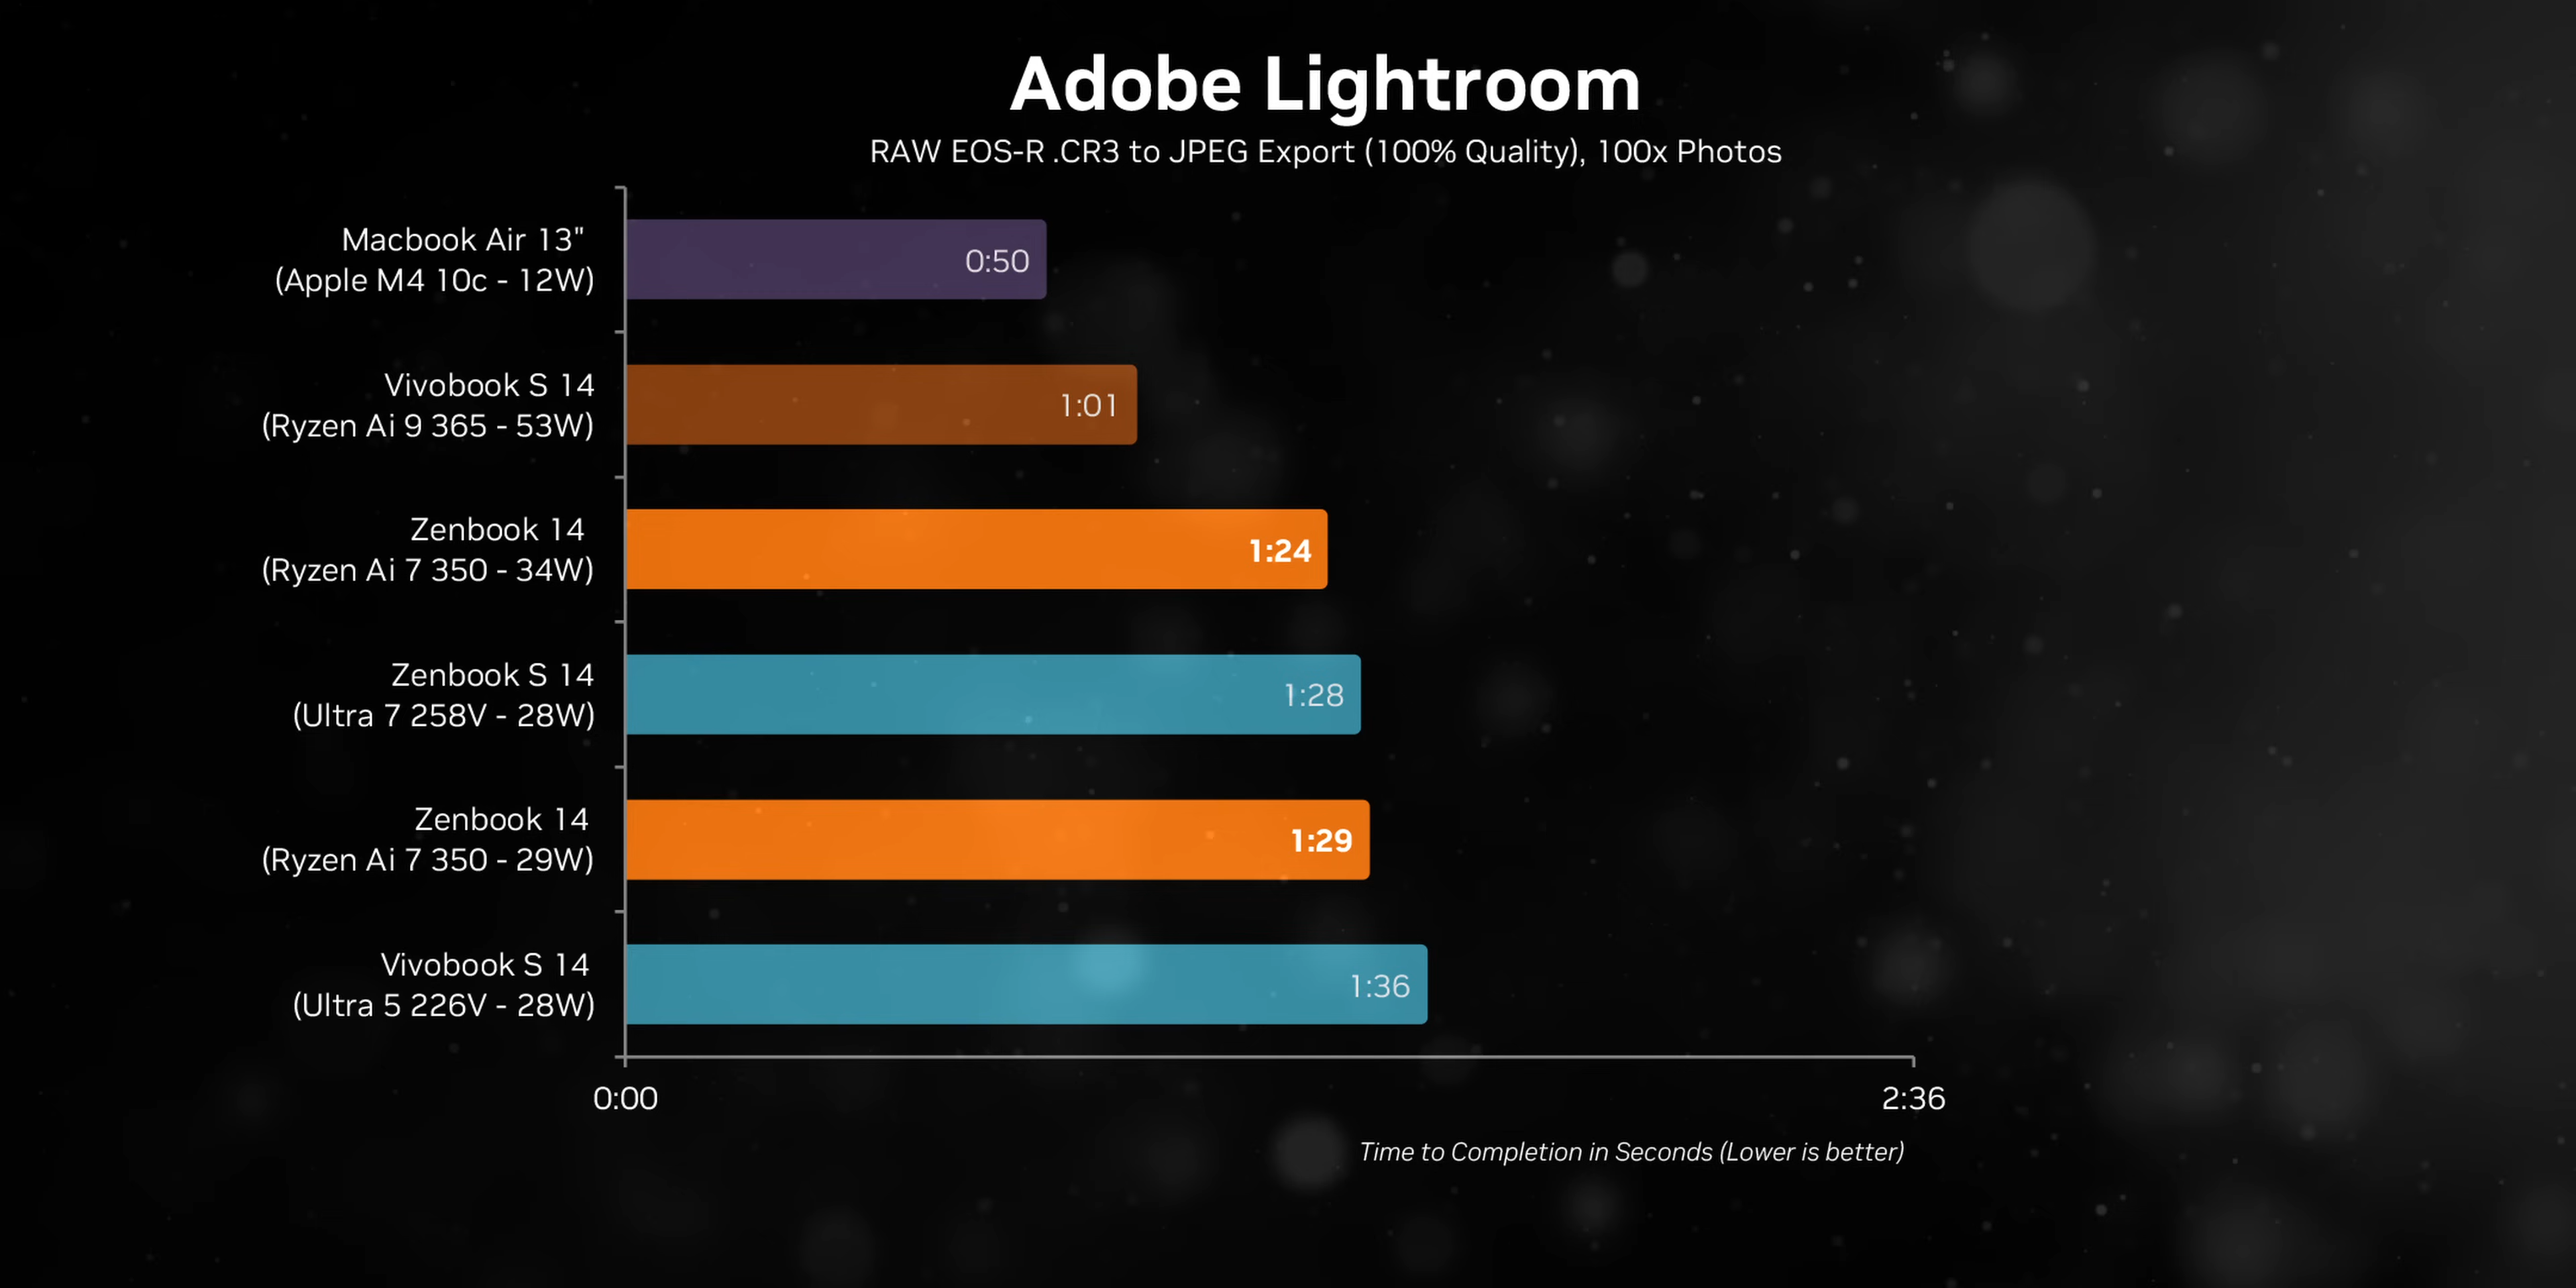 Adobe Lightroom
RAW EOS-R .CR3 to JPEG Export (100% Quality), 100x Photos
Macbook Air 13"
(Apple M4 10c - 12W)
0:50
Vivobook S 14
(Ryzen Ai 9 365 - 53W)
1:01
Zenbook 14
(Ryzen Ai 7 350 - 34W)
1:24
Zenbook S 14
(Ultra 7 258V - 28W)
1:28
Zenbook 14
(Ryzen Ai 7 350 - 29W)
1:29
Vivobook S 14
(Ultra 5 226V - 28W)
1:36
0:00
2:36
Time to Completion in Seconds (Lower is better)